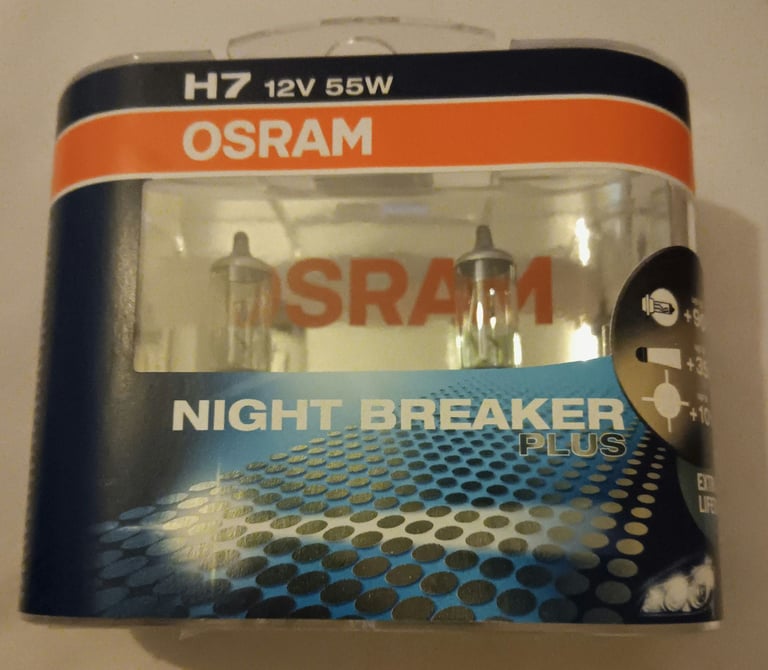 H7 12V 55W
OSRAM
OSRAM
NIGHT BREAKER
PLUS